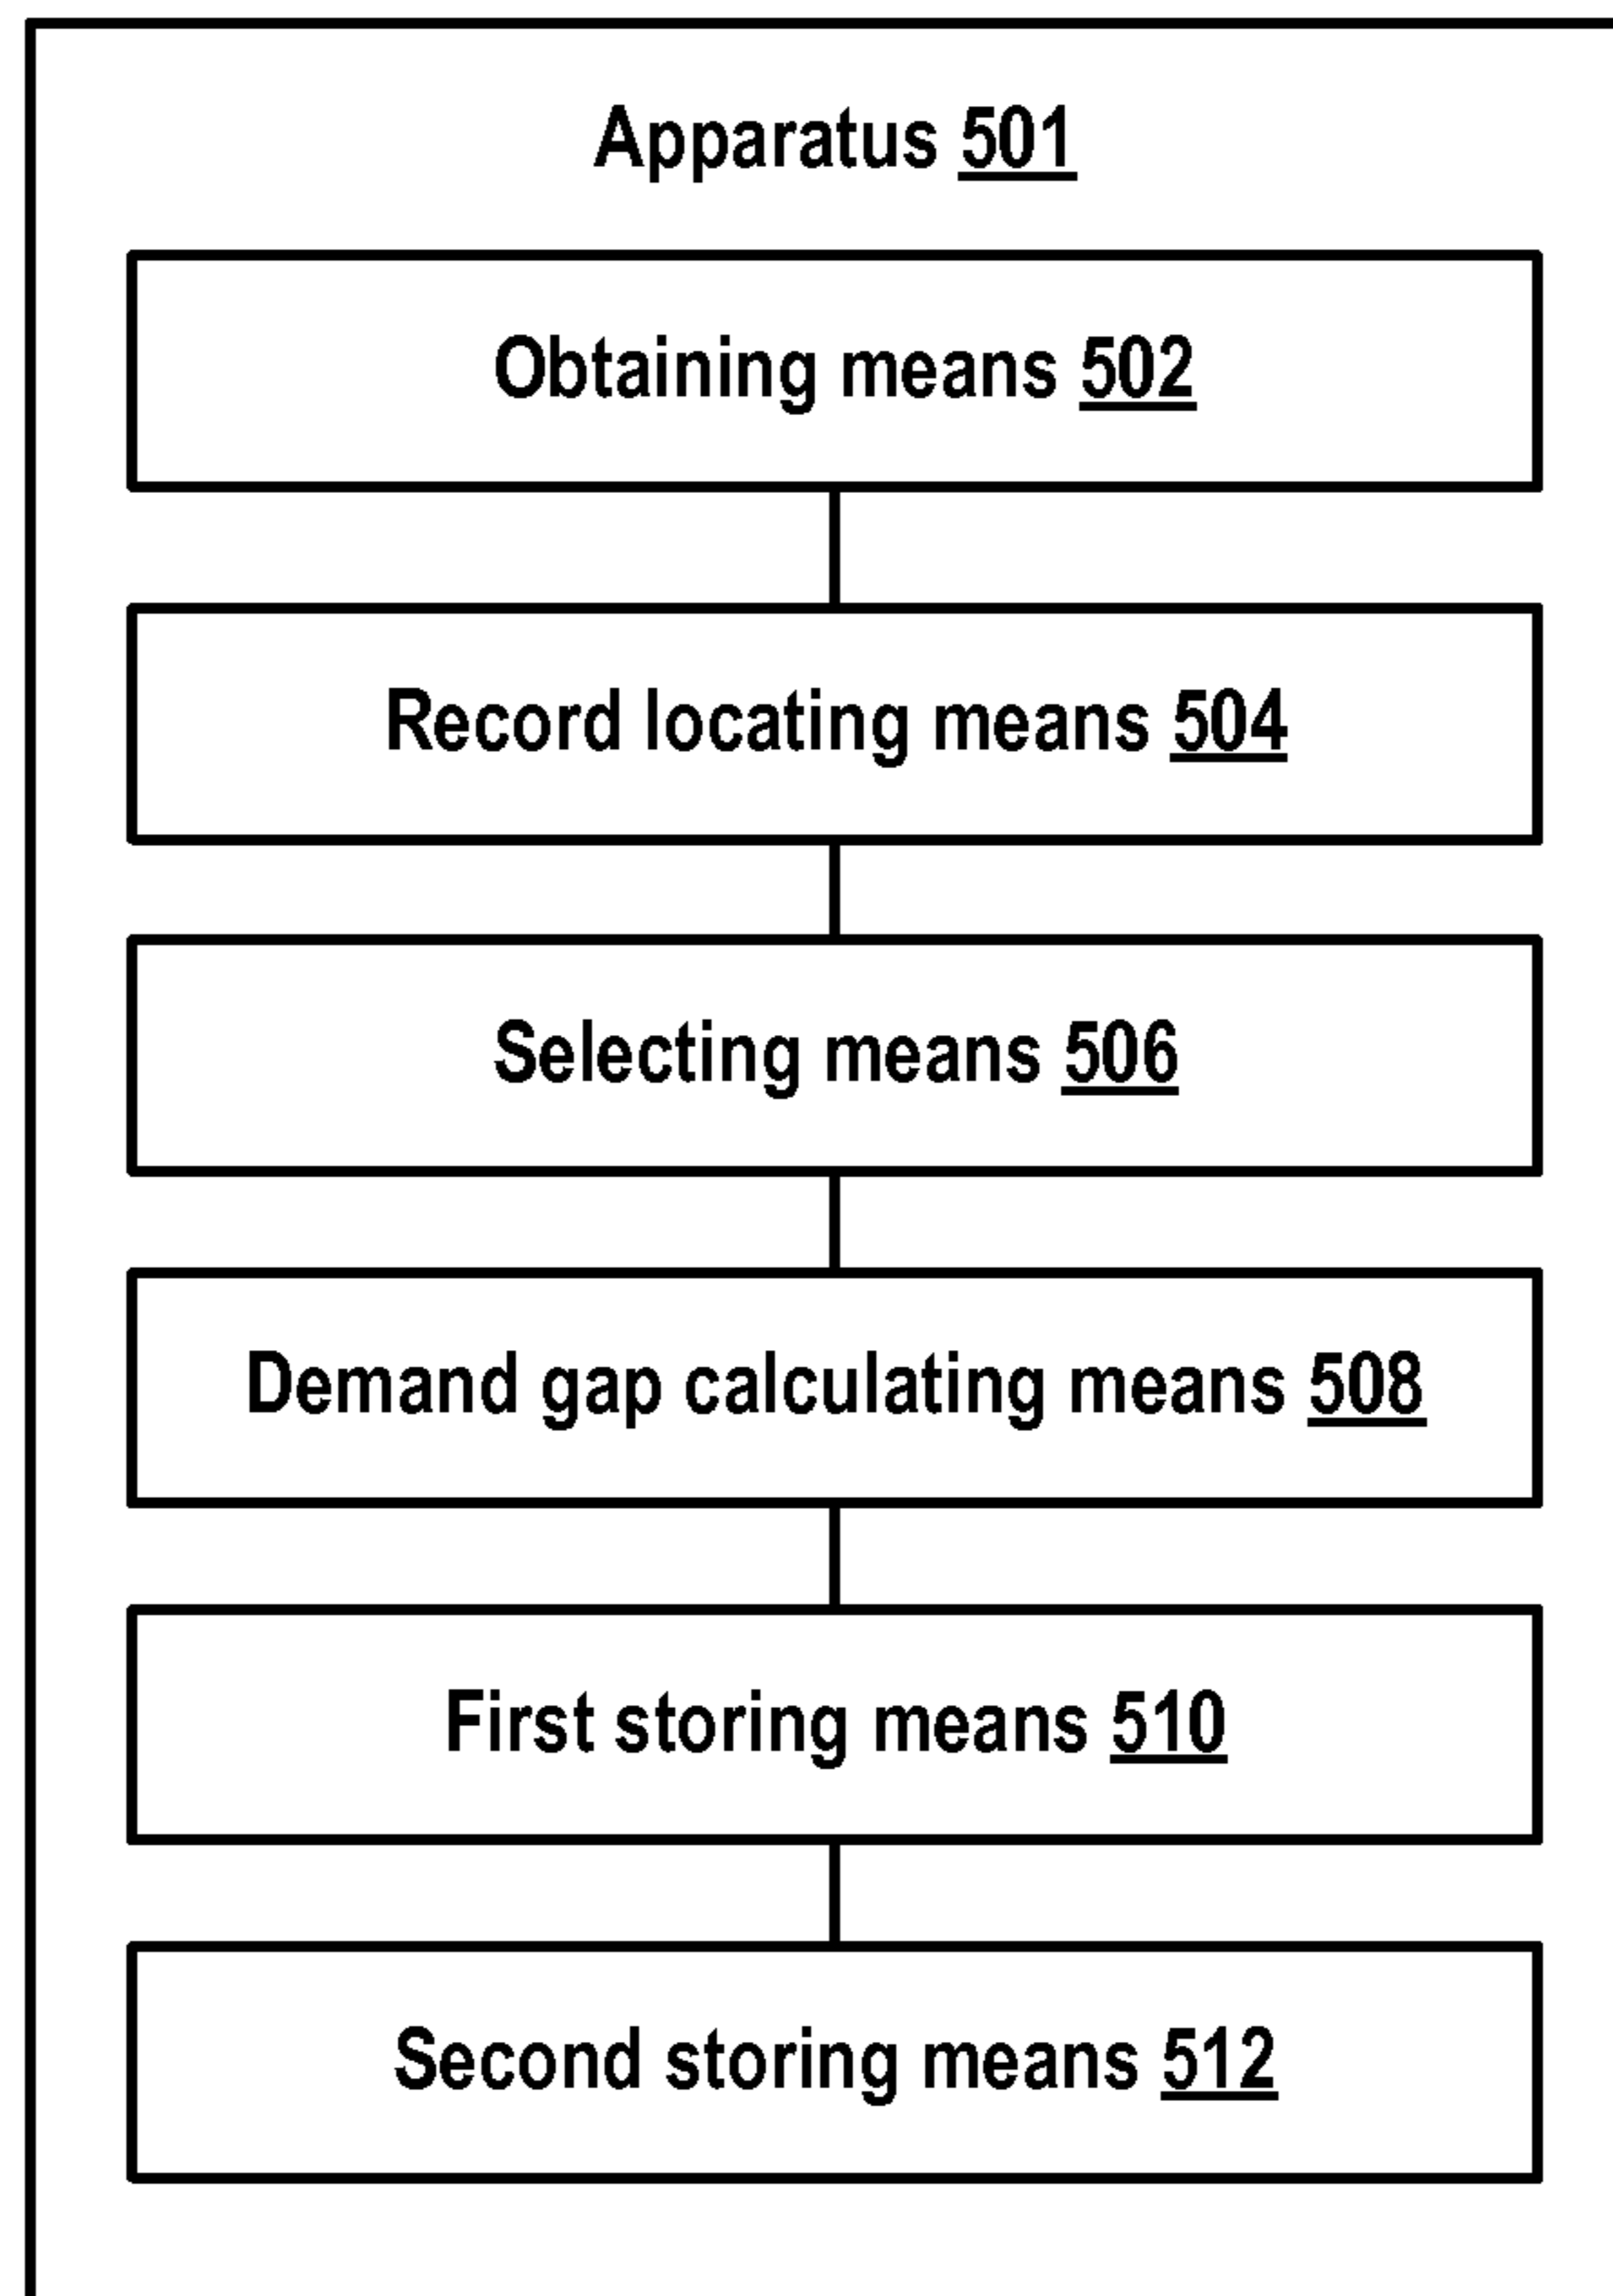 Apparatus 501
Obtaining means 502
Record locating means 504
Selecting means 506
Demand gap calculating means 508
First storing means 510
Second storing means 512